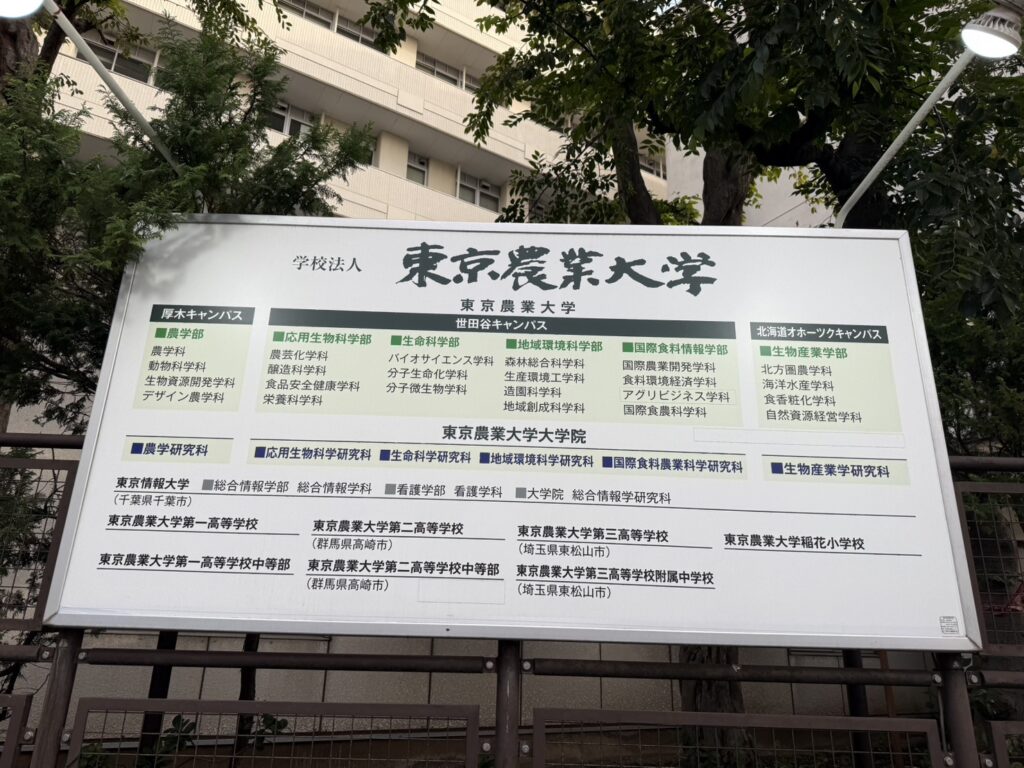 学校法人 東京農業大学
東京農業大学
厚木キャンパス
■農学部
農学科
動物科学科
生物資源開発学科
デザイン農学科
世田谷キャンパス
■応用生物科学部
農芸化学科
醸造科学科
食品安全健康学科
栄養科学科
■生命科学部
バイオサイエンス学科
分子生命化学科
分子微生物学科
■地域環境科学部
森林総合科学科
生産環境工学科
造園科学科
地域創成科学科
■国際食料情報学部
国際農業開発学科
食料環境経済学科
アグリビジネス学科
国際食農科学科
北海道オホーツクキャンパス
■生物産業学部
北方圏農学科
海洋水産学科
食香粧化学科
自然資源経営学科
東京農業大学大学院
■農学研究科
■応用生物科学研究科 ■生命科学研究科 ■地域環境科学研究科 ■国際食料農業科学研究科
■生物産業学研究科
東京情報大学 ■総合情報学部 総合情報学科 ■看護学部 看護学科 ■大学院 総合情報学研究科
(千葉県千葉市)
東京農業大学第一高等学校
東京農業大学第二高等学校
(群馬県高崎市)
東京農業大学第三高等学校
(埼玉県東松山市)
東京農業大学稲花小学校
東京農業大学第一高等学校中等部
東京農業大学第二高等学校中等部
(群馬県高崎市)
東京農業大学第三高等学校附属中学校
(埼玉県東松山市)